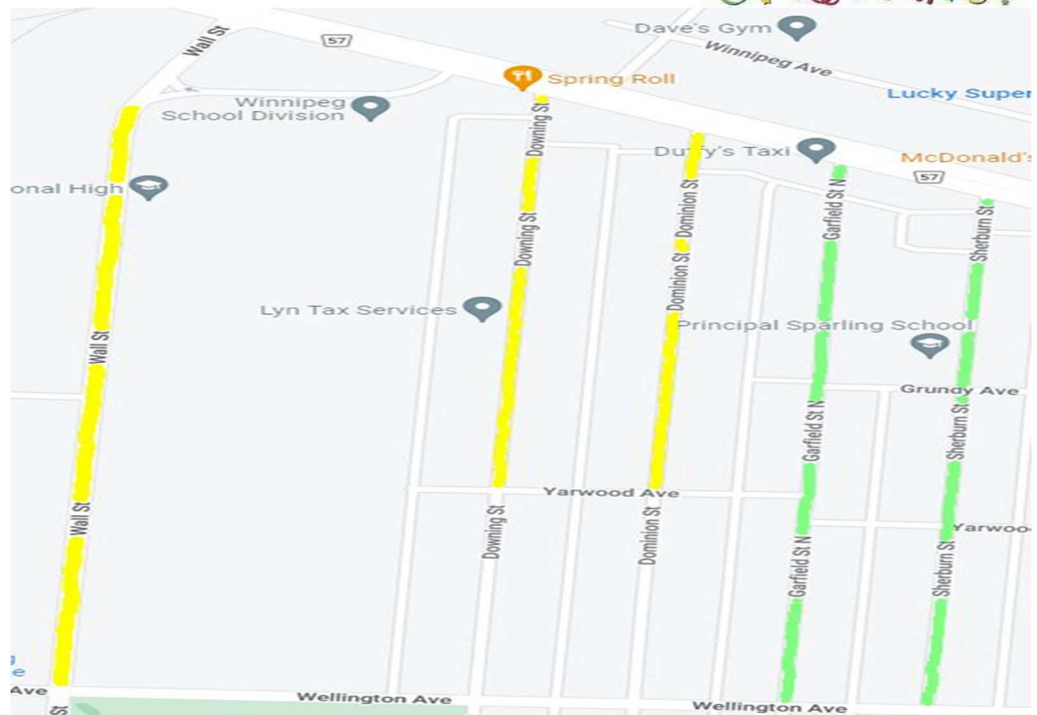 Wall St
57
Dave's Gym
Winnipeg Ave
Spring Roll
Lucky Super
Winnipeg
School Division
Downing St
Duffy's Taxi
McDonald's
57
onal High
Dominion St
Garfield St N
Sherburn St
Downing St
Dominion St
Lyn Tax Services
Principal Sparling School
Wall St
Grundy Ave
Garfield St N
Sherburn St
Yarwood Ave
Wall St
Downing St
Dominion St
Yarwoo
Garfield St N
Sherburn St
e
Ave
Wellington Ave
Wellington Ave
St